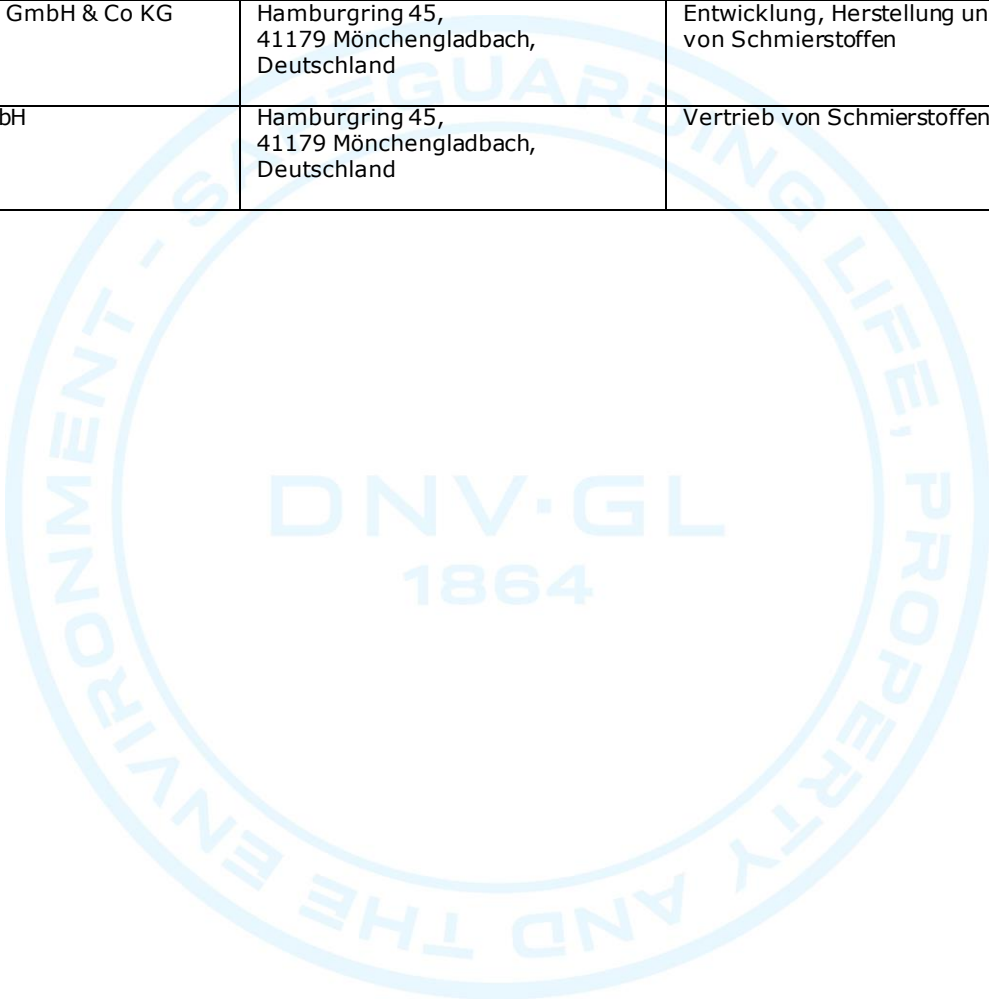 GmbH & Co KG
Hamburgring 45,
41179 Mönchengladbach,
Deutschland
Entwicklung, Herstellung un
von Schmierstoffen
bH
Hamburgring 45,
41179 Mönchengladbach,
Deutschland
Vertrieb von Schmierstoffen
SAFEGUARDING LIFE, PROPERTY AND THE ENVIRONMENT -
DNV·GL
1864